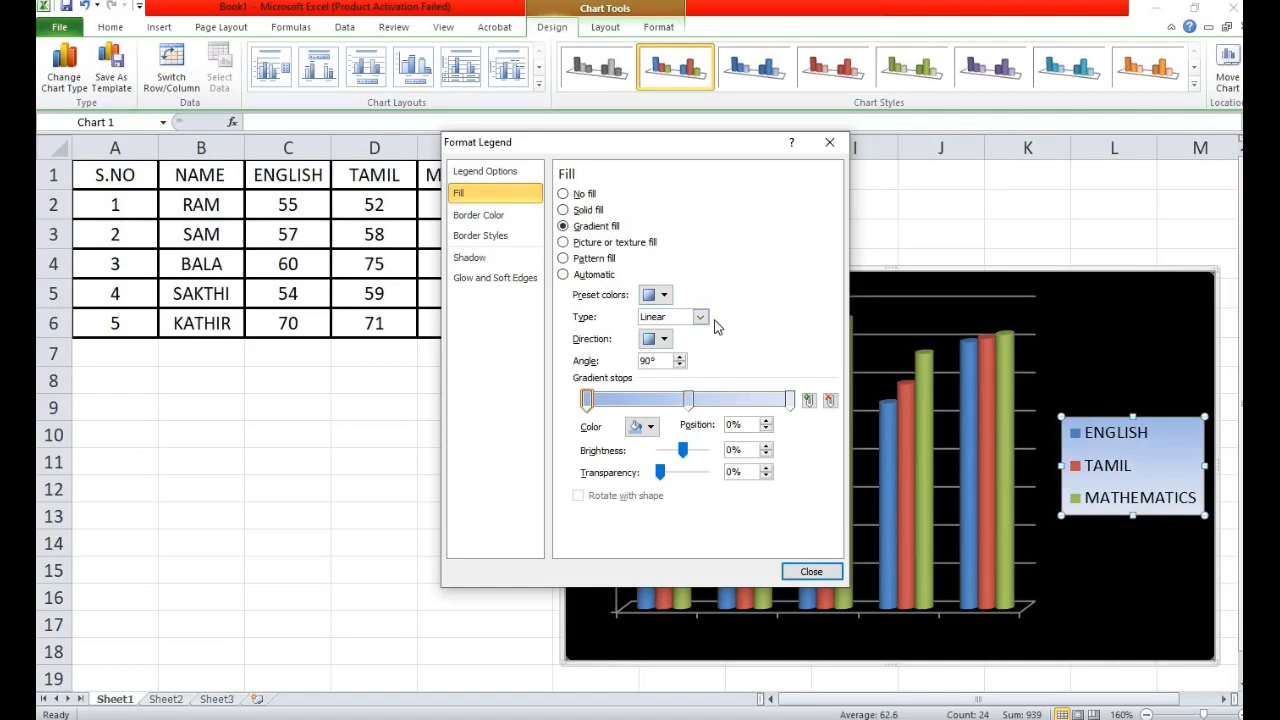 Book1 - Microsoft Excel (Product Activation Failed)
Chart Tools
File Home Insert Page Layout Formulas Data Review View Acrobat Design Layout Format
Change Chart Type
Save As Template
Switch Row/Column
Select Data
Move Chart
Type
Data
Chart Layouts
Chart Styles
Locatio
Chart 1
fx
A B C D I J K L M
1 S.NO NAME ENGLISH TAMIL M
2 1 RAM 55 52
3 2 SAM 57 58
4 3 BALA 60 75
5 4 SAKTHI 54 59
6 5 KATHIR 70 71
7
8
9
10
11
12
13
14
15
16
17
18
19
Format Legend
?
Legend Options
Fill
Border Color
Border Styles
Shadow
Glow and Soft Edges
Fill
No fill
Solid fill
Gradient fill
Picture or texture fill
Pattern fill
Automatic
Preset colors:
Type: Linear
Direction:
Angle: 90°
Gradient stops
Color Position: 0%
Brightness: 0%
Transparency: 0%
Rotate with shape
Close
ENGLISH
TAMIL
MATHEMATICS
Sheet1 Sheet2 Sheet3
Ready Average: 62.6 Count: 24 Sum: 939 160%